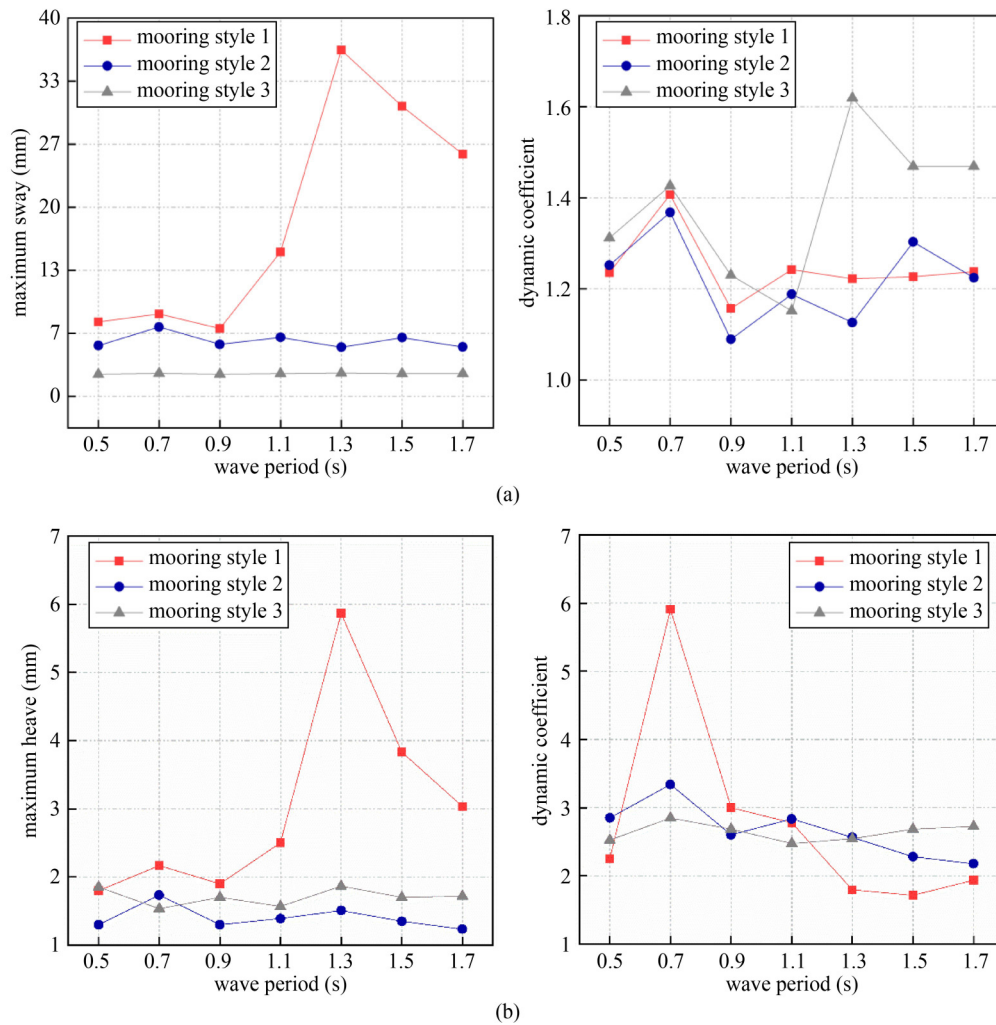 40
33
27
20
13
7
0
maximum sway (mm)
mooring style 1
mooring style 2
mooring style 3
0.5 0.7 0.9 1.1 1.3 1.5 1.7
wave period (s)
1.8
1.6
1.4
1.2
1.0
dynamic coefficient
mooring style 1
mooring style 2
mooring style 3
0.5 0.7 0.9 1.1 1.3 1.5 1.7
wave period (s)
(a)
7
6
5
4
3
2
1
maximum heave (mm)
mooring style 1
mooring style 2
mooring style 3
0.5 0.7 0.9 1.1 1.3 1.5 1.7
wave period (s)
7
6
5
4
3
2
1
dynamic coefficient
mooring style 1
mooring style 2
mooring style 3
0.5 0.7 0.9 1.1 1.3 1.5 1.7
wave period (s)
(b)